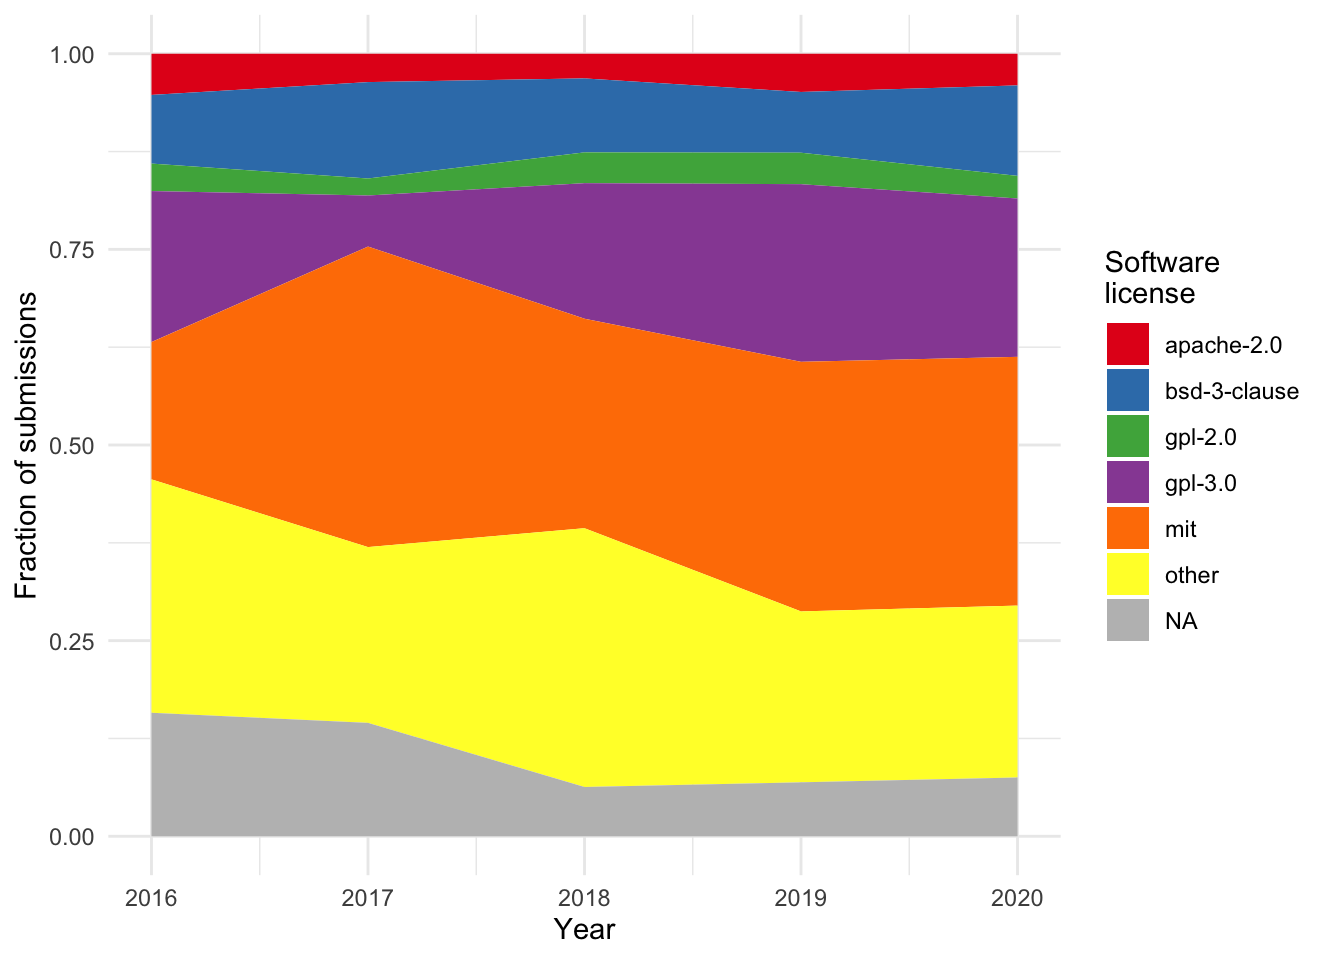 1.00
0.75
0.50
0.25
0.00
Fraction of submissions
2016 2017 2018 2019 2020
Year
Software
license
apache-2.0
bsd-3-clause
gpl-2.0
gpl-3.0
mit
other
NA